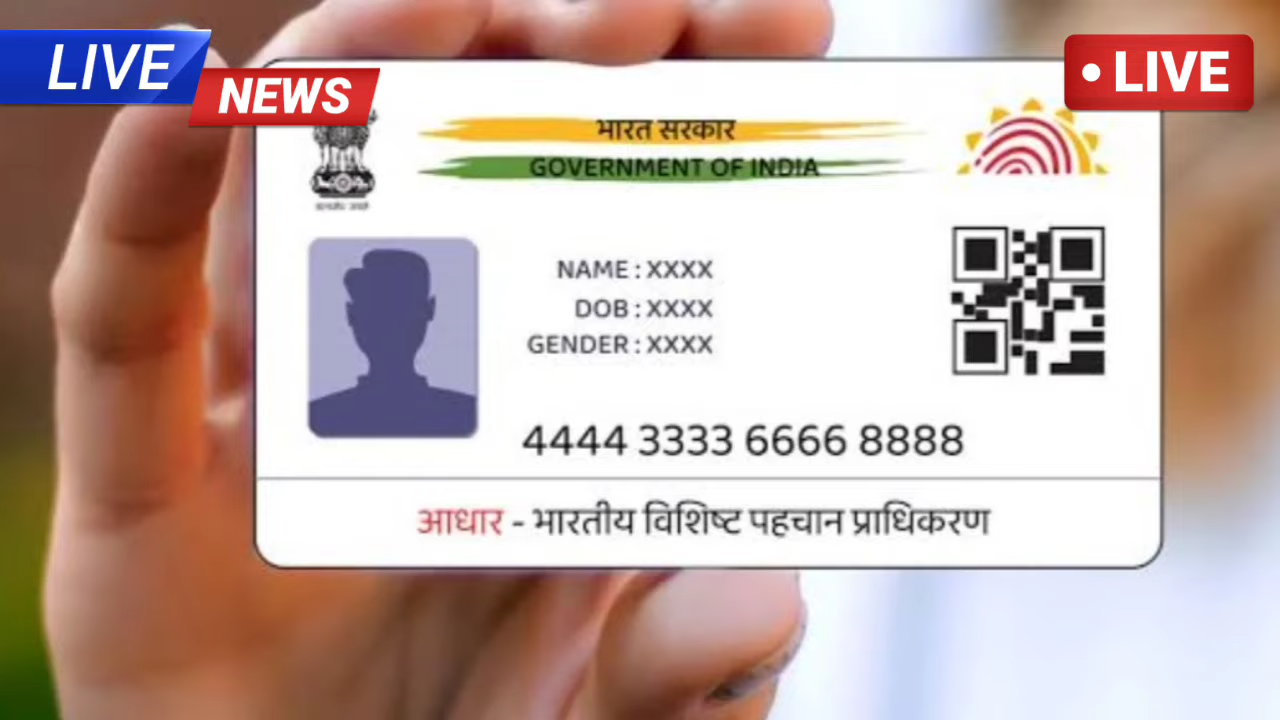 LIVE
NEWS
LIVE
भारत सरकार
GOVERNMENT OF INDIA
NAME : XXXX
DOB : XXXX
GENDER : XXXX
4444 3333 6666 8888
आधार - भारतीय विशिष्ट पहचान प्राधिकरण